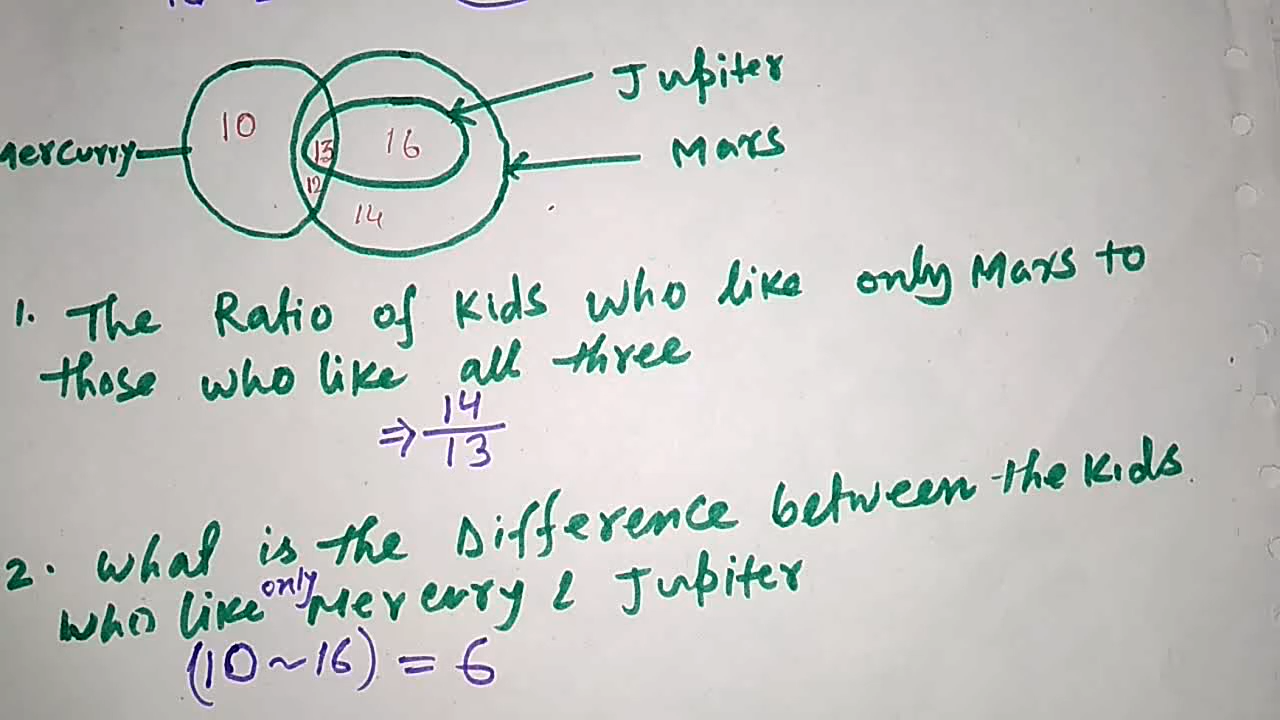 Jupiter
10
Mercurry
13
16
Mars
12
14
1. The Ratio of Kids who like only Mars to
those who like all three
⇒ 14/13
2. What is the Difference between the Kids
who like only Mercury & Jupiter
(10 ~ 16) = 6